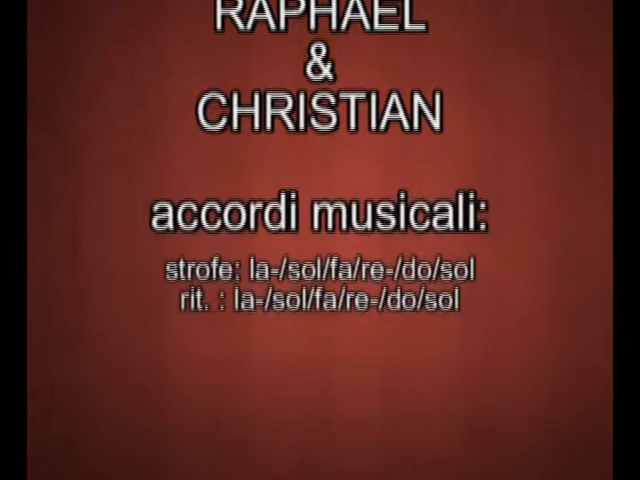 RAPHAEL
&
CHRISTIAN
accordi musicali:
strofe: la-/sol/fa/re-/do/sol
rit. : la-/sol/fa/re-/do/sol